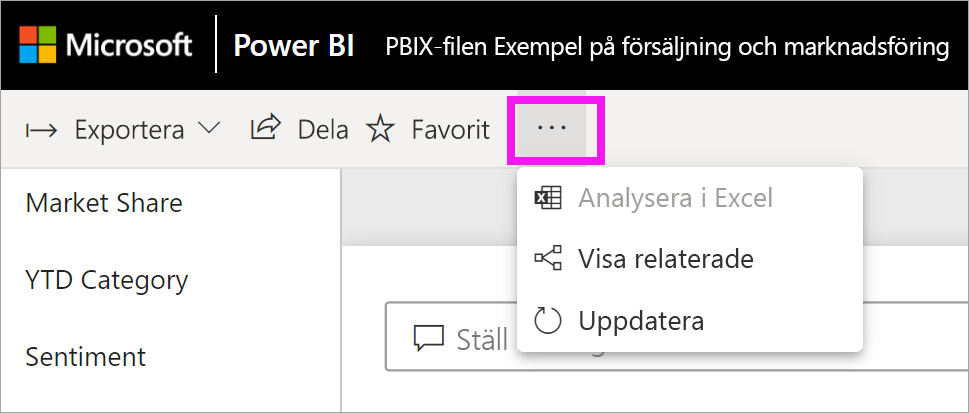 Microsoft Power BI PBIX-filen Exempel på försäljning och marknadsföring
Exportera Dela Favorit ...
Market Share
YTD Category
Sentiment
Analysera i Excel
Visa relaterade
Uppdatera
Ställ